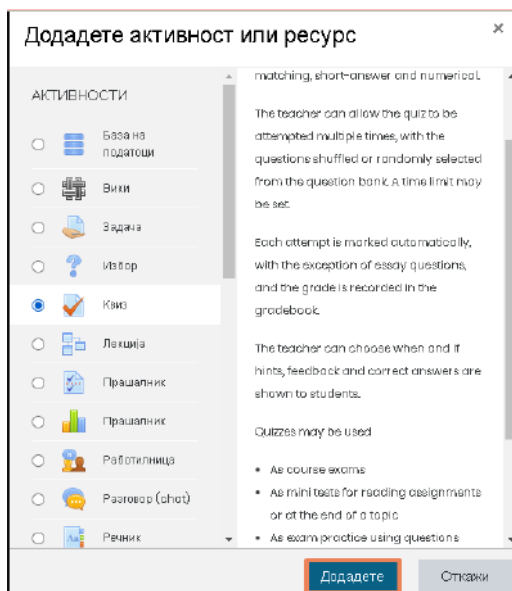 Додадете активност или ресурс
×
АКТИВНОСТИ
База на
податоци
Вики
Задача
Избор
Квиз
Лекција
Прашалник
Прашалник
Работилница
Разговор (chat)
Речник
matching, short-answer and numerical.
The teacher can allow the quiz to be
attempted multiple times, with the
questions shuffled or randomly selected
from the question bank. A time limit may
be set.
Each attempt is marked automatically,
with the exception of essay questions,
and the grade is recorded in the
gradebook.
The teacher can choose when and if
hints, feedback and correct answers are
shown to students.
Quizzes may be used
• As course exams
• As mini tests for reading assignments
or at the end of a topic
• As exam practice using questions
Додадете
Откажи